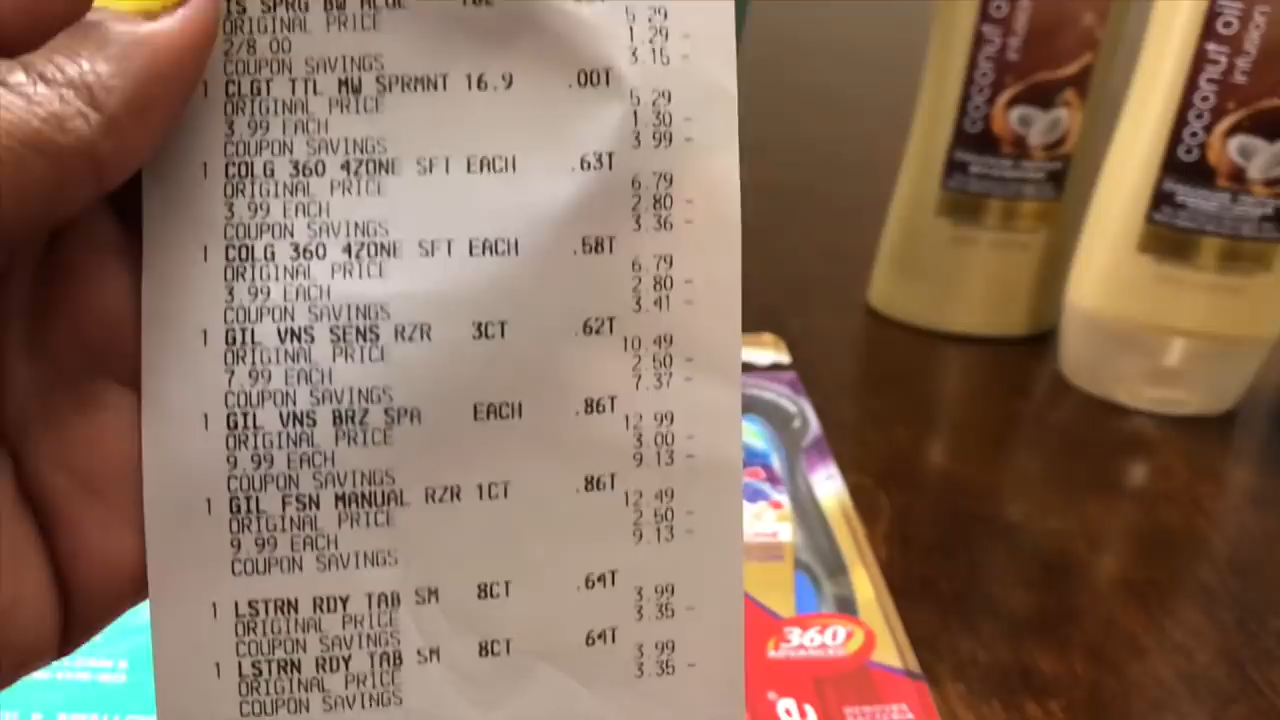 IS SPRG BW
ORIGINAL PRICE 5.29
2/8.00 1.29 -
COUPON SAVINGS 3.15 -
1 CLGT TTL MW SPRMNT 16.9 .00T
ORIGINAL PRICE 5.29
3.99 EACH 1.30 -
COUPON SAVINGS 3.99 -
1 COLG 360 4ZONE SFT EACH .63T
ORIGINAL PRICE 6.79
3.99 EACH 2.80 -
COUPON SAVINGS 3.36 -
1 COLG 360 4ZONE SFT EACH .58T
ORIGINAL PRICE 6.79
3.99 EACH 2.80 -
COUPON SAVINGS 3.41 -
1 GIL VNS SENS RZR 3CT .62T
ORIGINAL PRICE 10.49
7.99 EACH 2.50 -
COUPON SAVINGS 7.37 -
1 GIL VNS BRZ SPA EACH .86T
ORIGINAL PRICE 12.99
9.99 EACH 3.00 -
COUPON SAVINGS 9.13 -
1 GIL FSN MANUAL RZR 1CT .86T
ORIGINAL PRICE 12.49
9.99 EACH 2.50 -
COUPON SAVINGS 9.13 -
1 LSTRN RDY TAB SM 8CT .64T
ORIGINAL PRICE 3.99
COUPON SAVINGS 3.35 -
1 LSTRN RDY TAB SM 8CT 64T
ORIGINAL PRICE 3.99
COUPON SAVINGS 3.35 -
coconut oil
infusion
coconut oil
infusion
360
ADVANCED